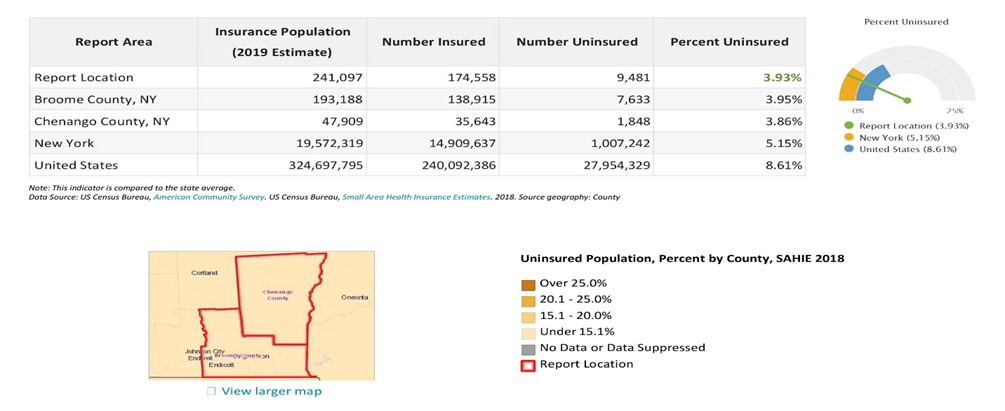 Report Area
Insurance Population
(2019 Estimate)
Number Insured
Number Uninsured
Percent Uninsured
Report Location 241,097 174,558 9,481 3.93%
Broome County, NY 193,188 138,915 7,633 3.95%
Chenango County, NY 47,909 35,643 1,848 3.86%
New York 19,572,319 14,909,637 1,007,242 5.15%
United States 324,697,795 240,092,386 27,954,329 8.61%
Percent Uninsured
0% 25%
Report Location (3.93%)
New York (5.15%)
United States (8.61%)
Note: This indicator is compared to the state average.
Data Source: US Census Bureau, American Community Survey. US Census Bureau, Small Area Health Insurance Estimates. 2018. Source geography: County
Cortland
Chenango
County
Oneonta
Johnson City
Endwell
Endicott
View larger map
Uninsured Population, Percent by County, SAHIE 2018
Over 25.0%
20.1 - 25.0%
15.1 - 20.0%
Under 15.1%
No Data or Data Suppressed
Report Location